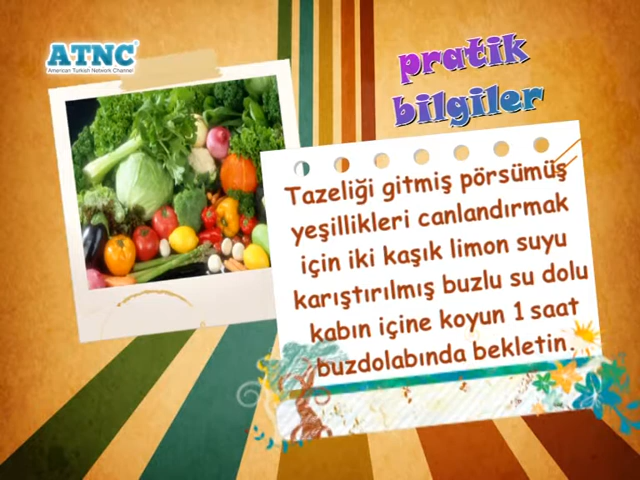 ATNC
American Turkish Network Channel
pratik
bilgiler
Tazeliği gitmiş pörsümüş
yeşillikleri canlandırmak
için iki kaşık limon suyu
karıştırılmış buzlu su dolu
kabın içine koyun 1 saat
buzdolabında bekletin.